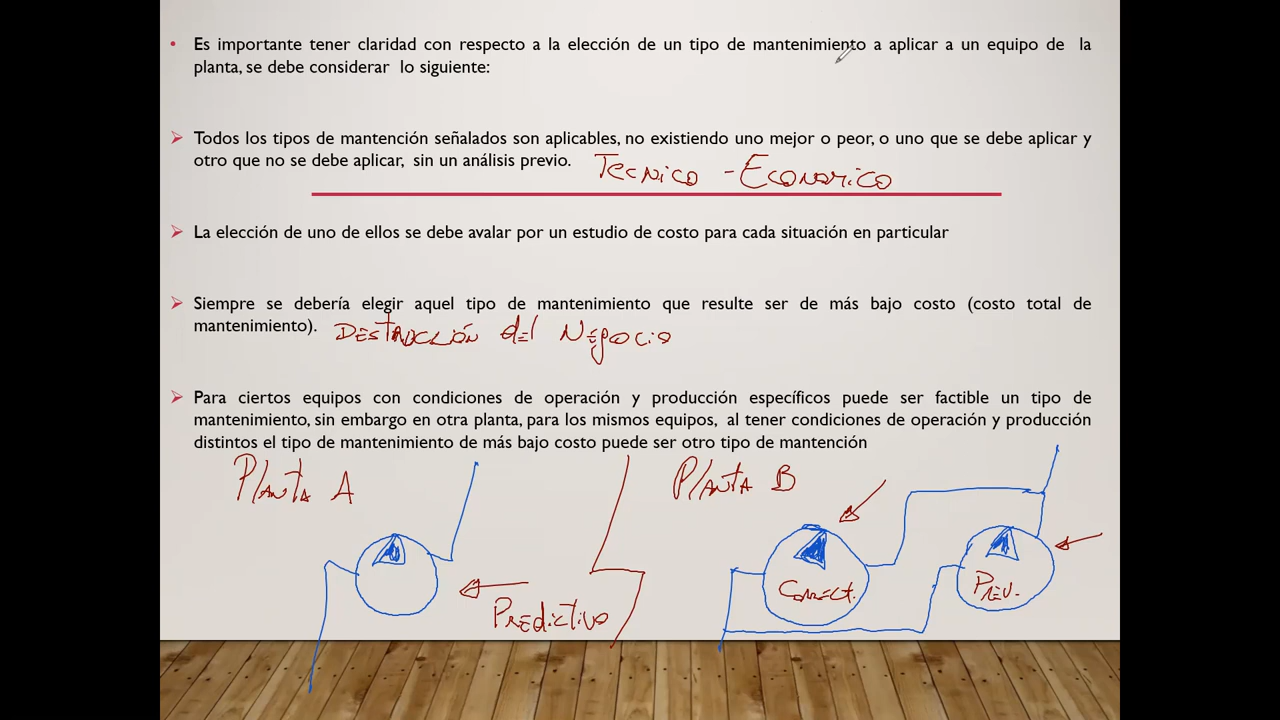 • Es importante tener claridad con respecto a la elección de un tipo de mantenimiento a aplicar a un equipo de la
planta, se debe considerar lo siguiente:
➢ Todos los tipos de mantención señalados son aplicables, no existiendo uno mejor o peor, o uno que se debe aplicar y
otro que no se debe aplicar, sin un análisis previo. Tecnico - Economico
➢ La elección de uno de ellos se debe avalar por un estudio de costo para cada situación en particular
➢ Siempre se debería elegir aquel tipo de mantenimiento que resulte ser de más bajo costo (costo total de
mantenimiento). Destrucción del Negocio
➢ Para ciertos equipos con condiciones de operación y producción específicos puede ser factible un tipo de
mantenimiento, sin embargo en otra planta, para los mismos equipos, al tener condiciones de operación y producción
distintos el tipo de mantenimiento de más bajo costo puede ser otro tipo de mantención
Planta A
Planta B
Predictivo
Correct.
Prev.